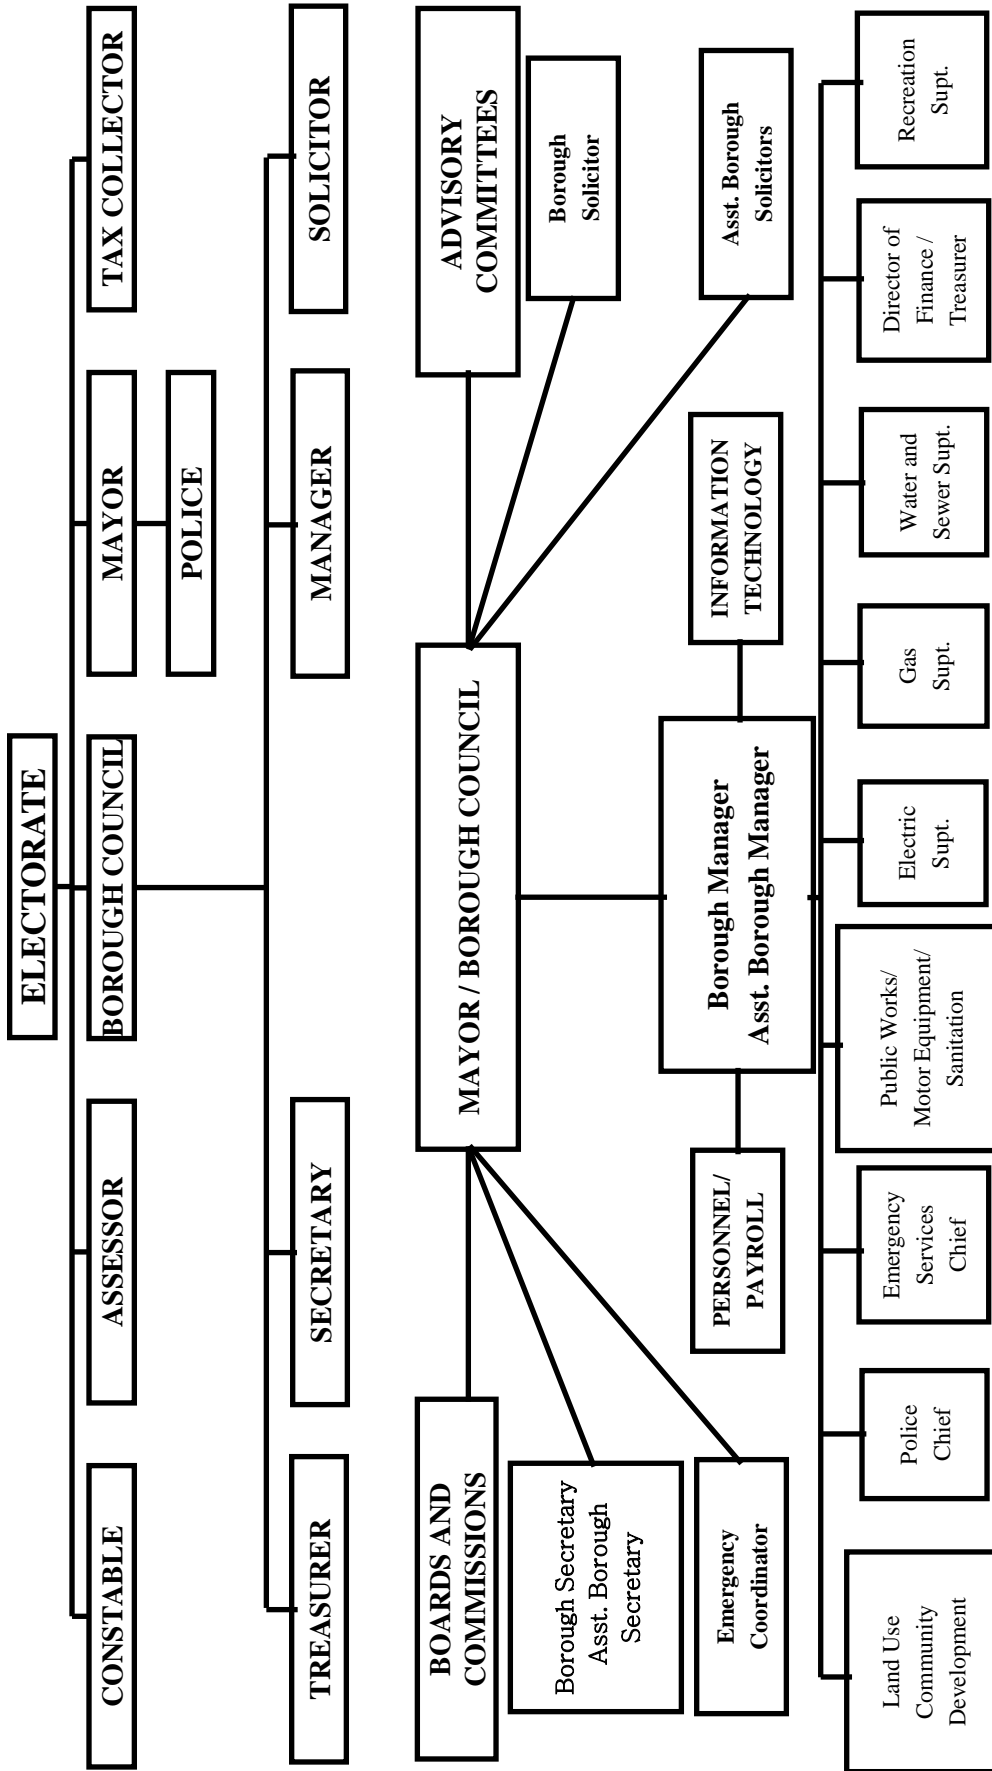 ELECTORATE
CONSTABLE
ASSESSOR
BOROUGH COUNCIL
MAYOR
TAX COLLECTOR
POLICE
TREASURER
SECRETARY
MANAGER
SOLICITOR
BOARDS AND
COMMISSIONS
MAYOR / BOROUGH COUNCIL
ADVISORY
COMMITTEES
Borough Secretary
Asst. Borough
Secretary
Borough
Solicitor
Emergency
Coordinator
PERSONNEL/
PAYROLL
Borough Manager
Asst. Borough Manager
INFORMATION
TECHNOLOGY
Asst. Borough
Solicitors
Land Use
Community
Development
Police
Chief
Emergency
Services
Chief
Public Works/
Motor Equipment/
Sanitation
Electric
Supt.
Gas
Supt.
Water and
Sewer Supt.
Director of
Finance /
Treasurer
Recreation
Supt.